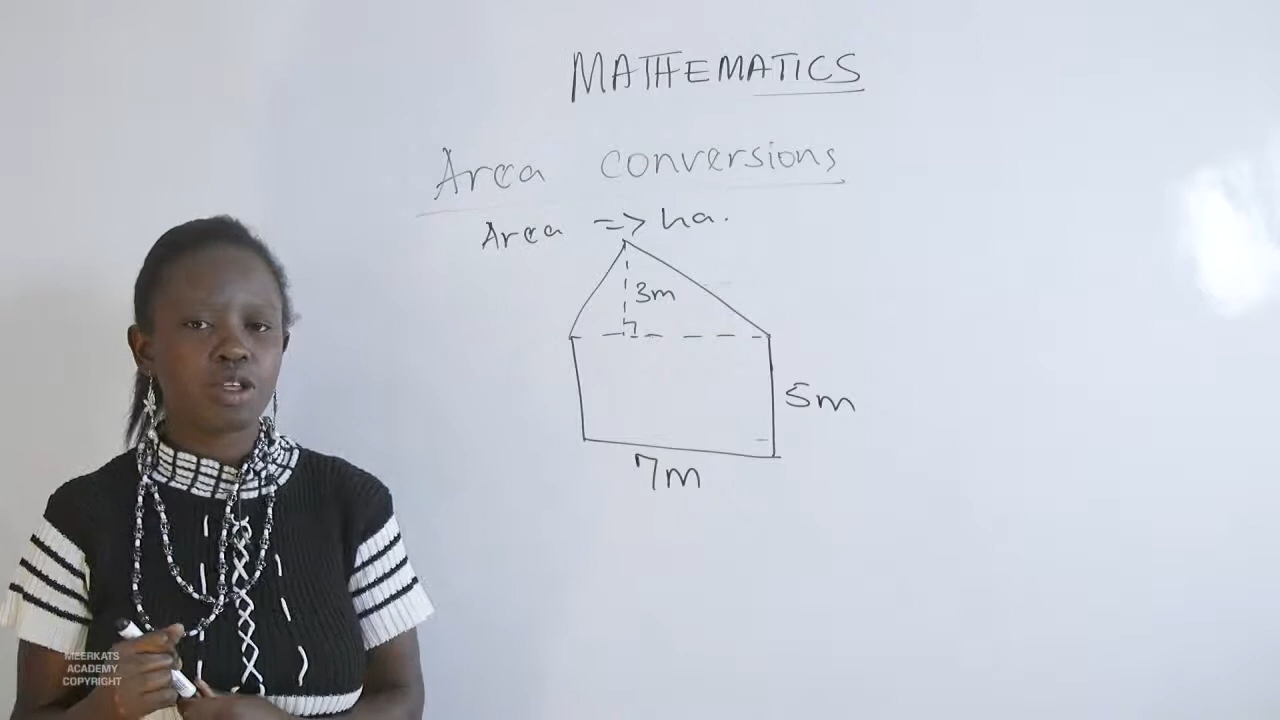 MATHEMATICS
Area conversions
Area => ha.
3m
5m
7m
MEERKATS
ACADEMY
COPYRIGHT